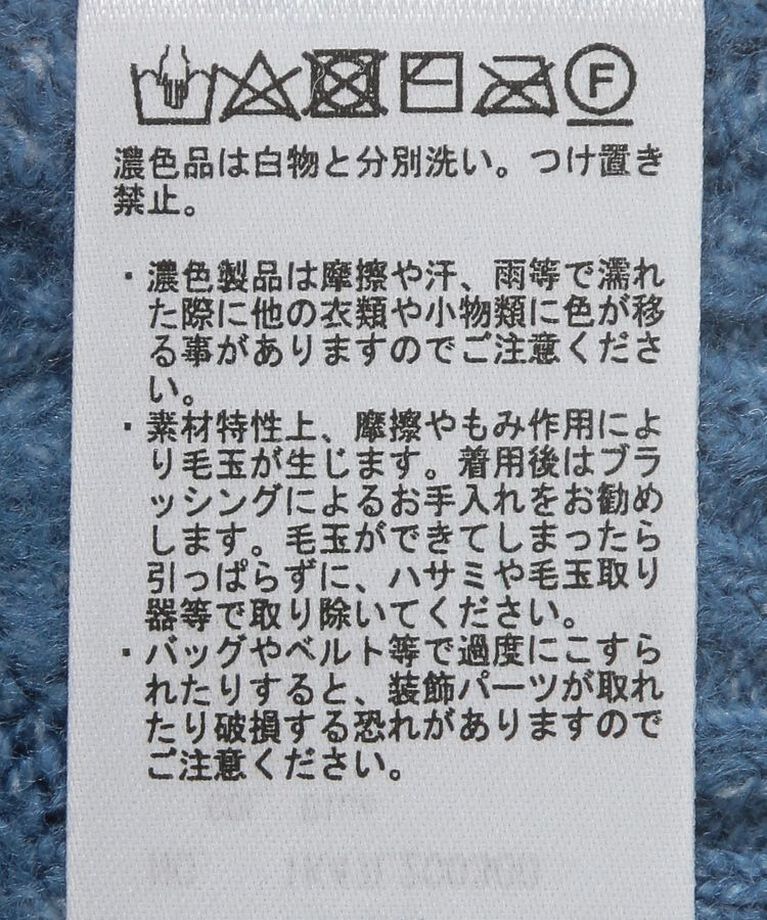 F
濃色品は白物と分別洗い。つけ置き
禁止。
・濃色製品は摩擦や汗、雨等で濡れ
た際に他の衣類や小物類に色が移
る事がありますのでご注意くださ
い。
・素材特性上、摩擦やもみ作用によ
り毛玉が生じます。着用後はブラ
ッシングによるお手入れをお勧め
します。毛玉ができてしまったら
引っぱらずに、ハサミや毛玉取り
器等で取り除いてください。
・バッグやベルト等で過度にこすら
れたりすると、装飾パーツが取れ
たり破損する恐れがありますので
ご注意ください。